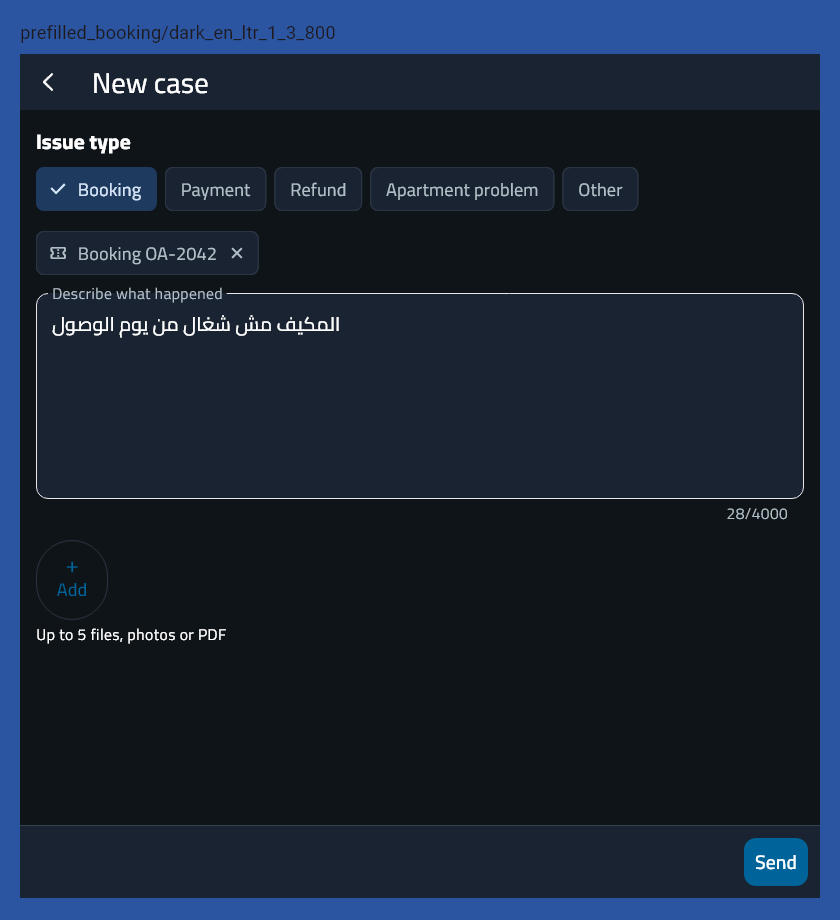 prefilled_booking/dark_en_ltr_1_3_800
New case
Issue type
Booking
Payment
Refund
Apartment problem
Other
Booking OA-2042
Describe what happened
المكيف مش شغال من يوم الوصول
28/4000
+
Add
Up to 5 files, photos or PDF
Send